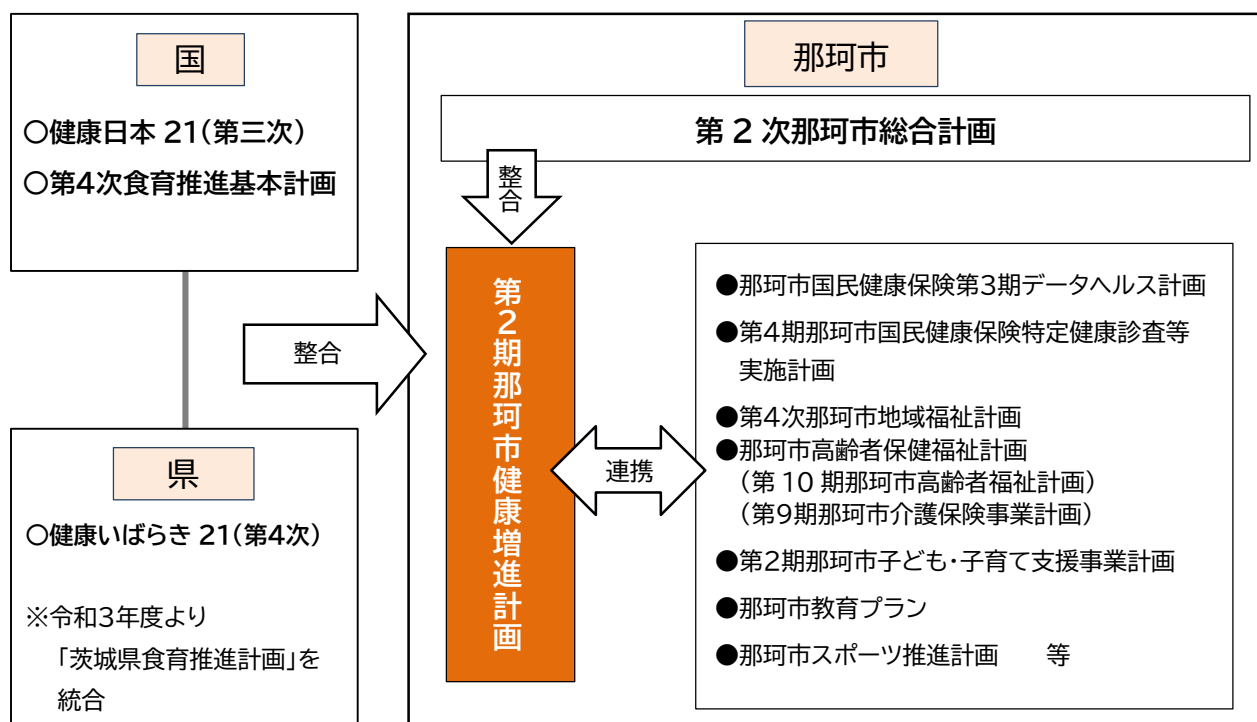 国
○健康日本 21(第三次)
○第4次食育推進基本計画
県
○健康いばらき 21(第4次)
※令和3年度より
「茨城県食育推進計画」を
統合
整合
那珂市
第 2 次那珂市総合計画
整合
第2期那珂市健康増進計画
連携
●那珂市国民健康保険第3期データヘルス計画
●第4期那珂市国民健康保険特定健康診査等
実施計画
●第4次那珂市地域福祉計画
●那珂市高齢者保健福祉計画
(第 10 期那珂市高齢者福祉計画)
(第9期那珂市介護保険事業計画)
●第2期那珂市子ども・子育て支援事業計画
●那珂市教育プラン
●那珂市スポーツ推進計画　　等